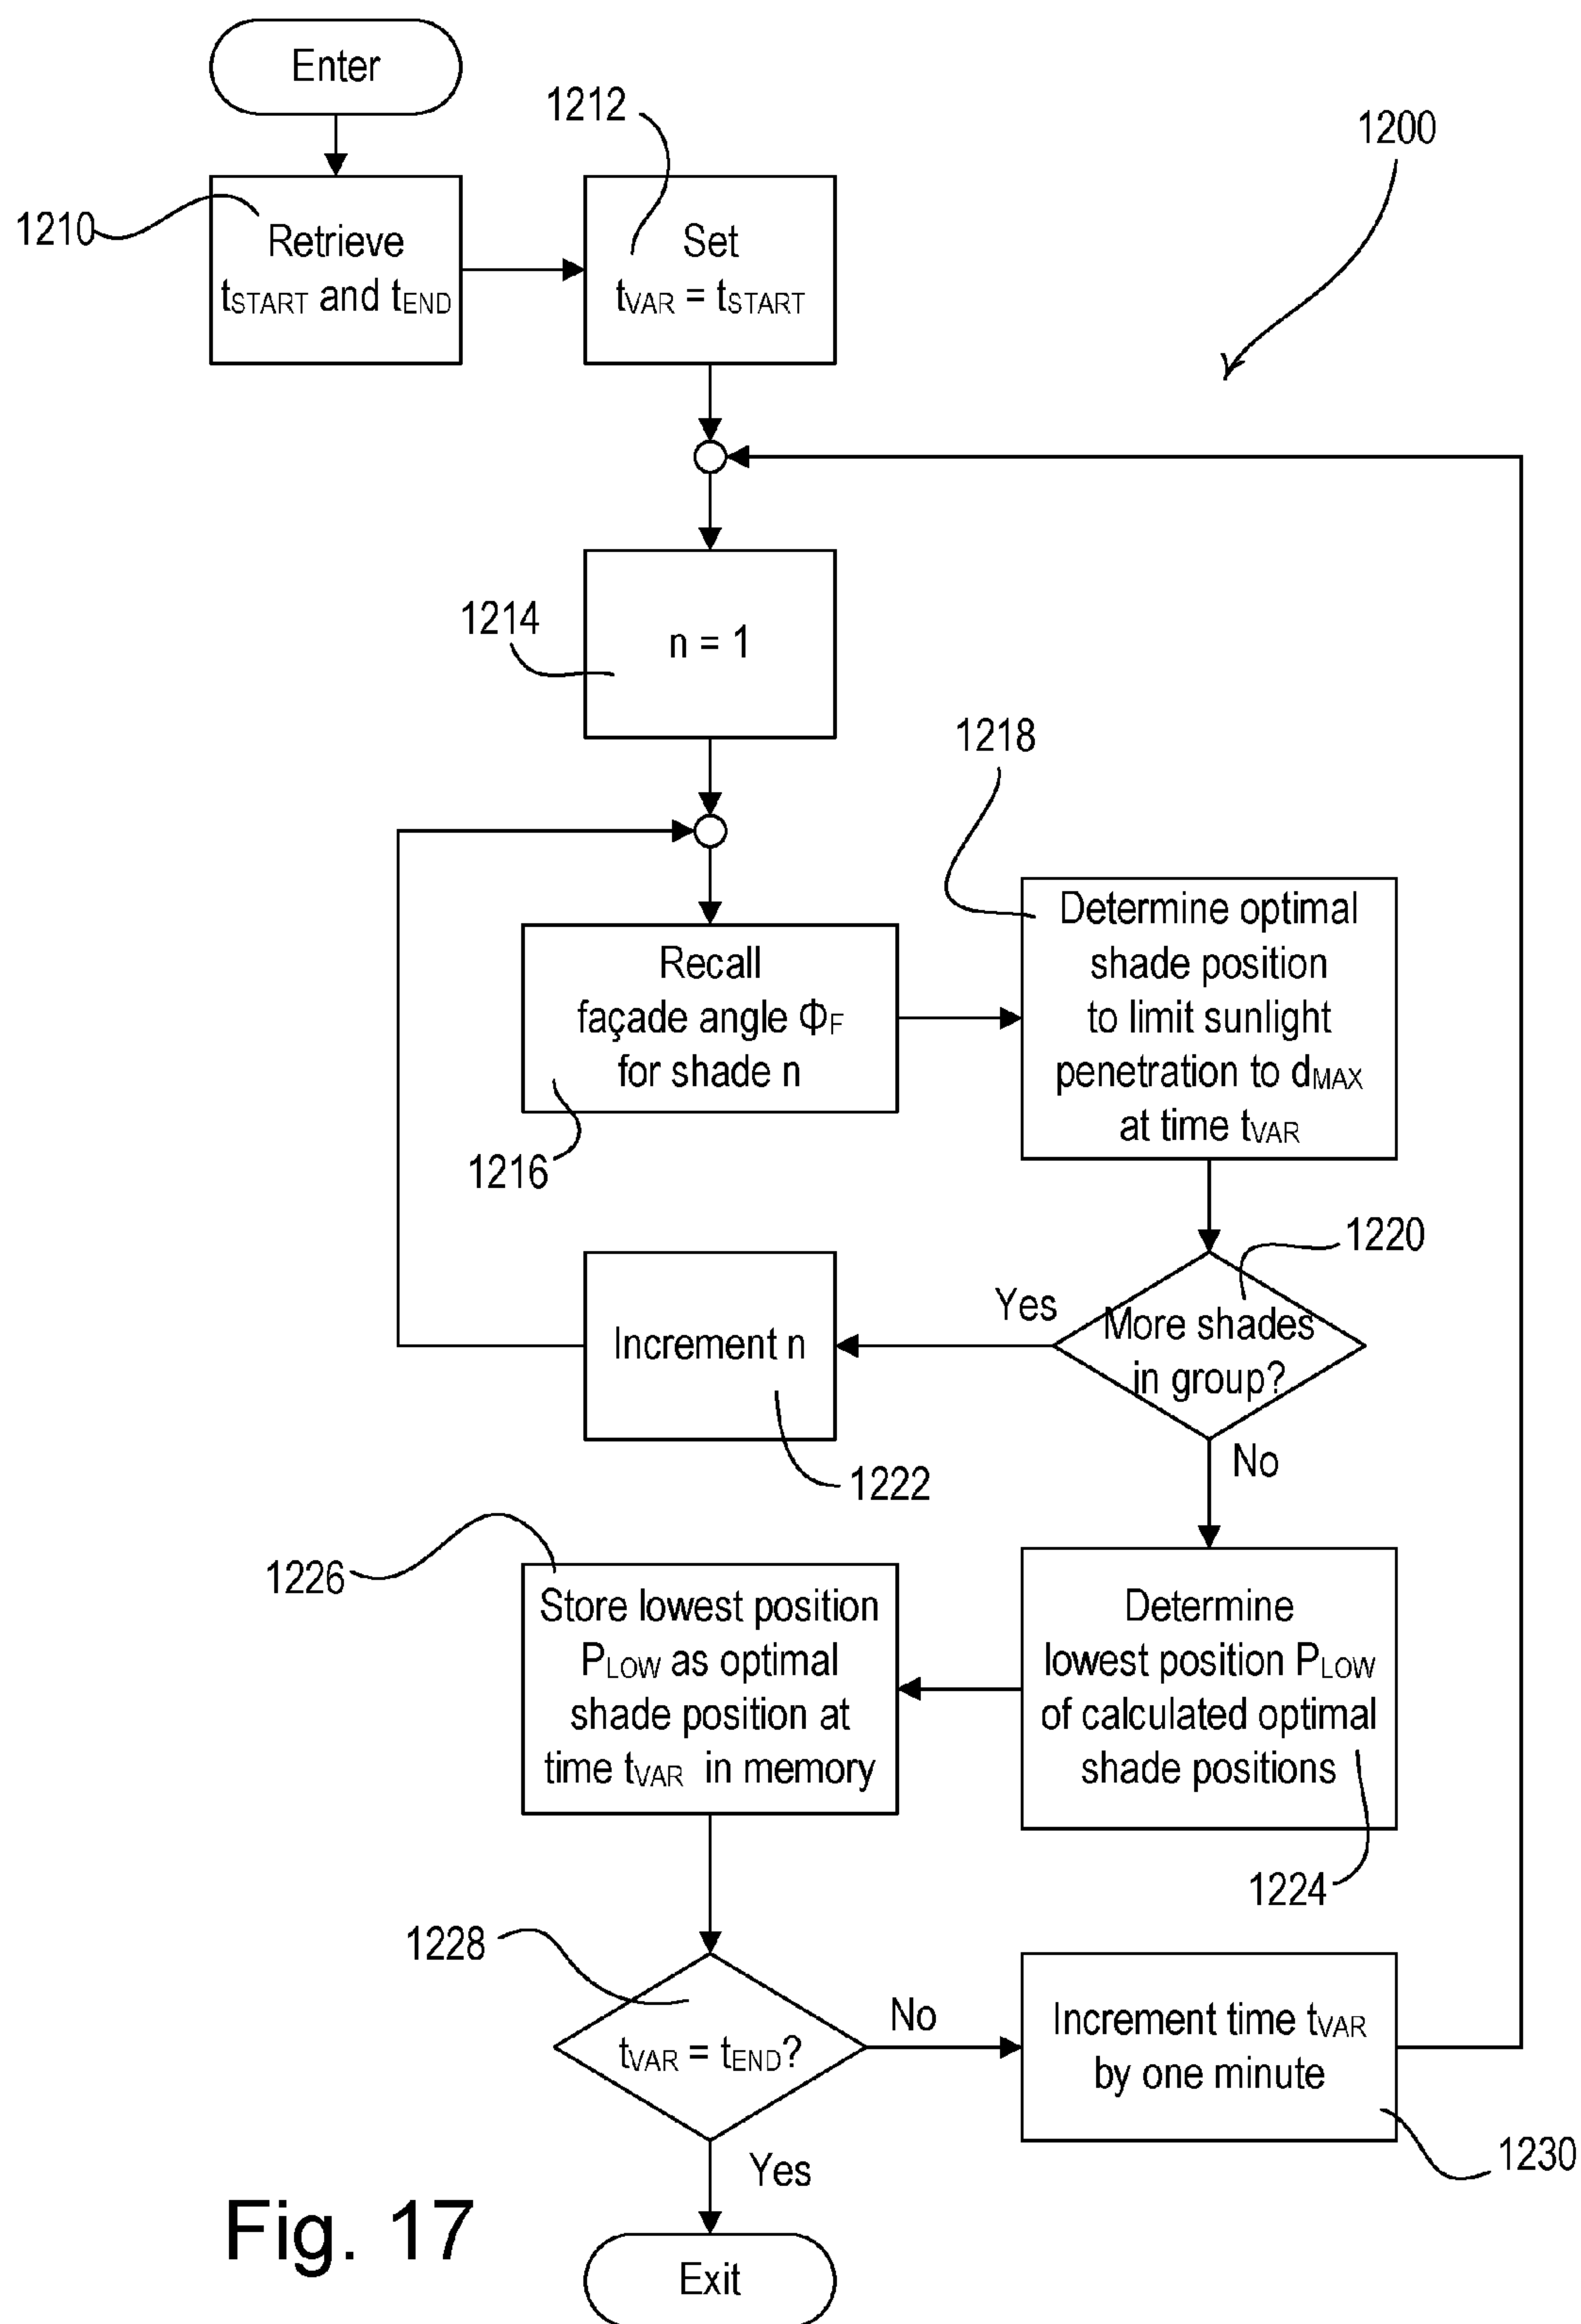 Enter
1212
1200
1210
Retrieve
tSTART and tEND
Set
tVAR = tSTART
1214
n = 1
1218
Recall
façade angle ΦF
for shade n
1216
Determine optimal
shade position
to limit sunlight
penetration to dMAX
at time tVAR
1220
More shades
in group?
Yes
Increment n
1222
No
1226
Store lowest position
PLOW as optimal
shade position at
time tVAR in memory
Determine
lowest position PLOW
of calculated optimal
shade positions
1224
1228
tVAR = tEND?
No
Increment time tVAR
by one minute
1230
Yes
Exit
Fig. 17